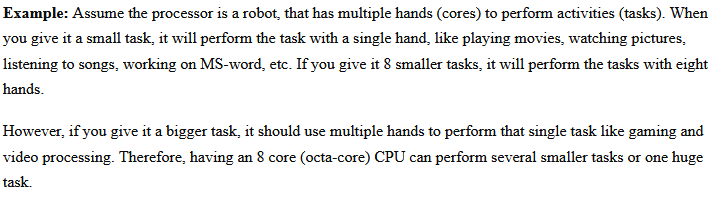 Example: Assume the processor is a robot, that has multiple hands (cores) to perform activities (tasks). When
you give it a small task, it will perform the task with a single hand, like playing movies, watching pictures,
listening to songs, working on MS-word, etc. If you give it 8 smaller tasks, it will perform the tasks with eight
hands.
However, if you give it a bigger task, it should use multiple hands to perform that single task like gaming and
video processing. Therefore, having an 8 core (octa-core) CPU can perform several smaller tasks or one huge
task.